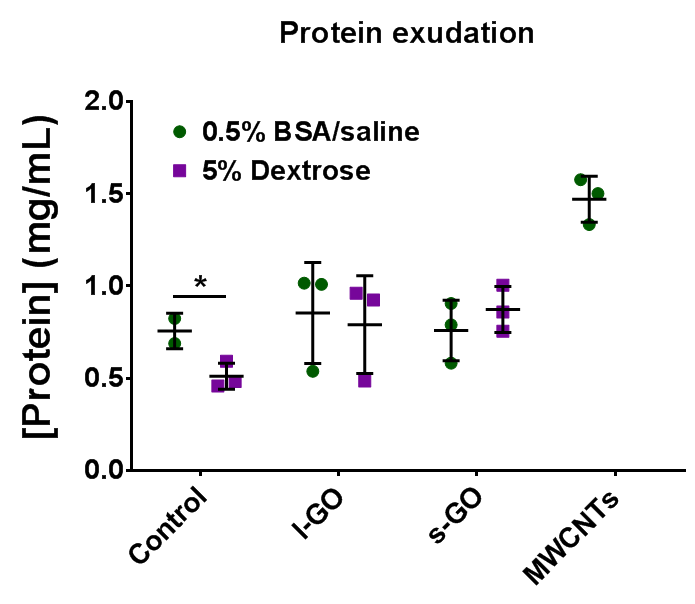 Protein exudation
[Protein] (mg/mL)
2.0
1.5
1.0
0.5
0.0
0.5% BSA/saline
5% Dextrose
*
Control
l-GO
s-GO
MWCNTs